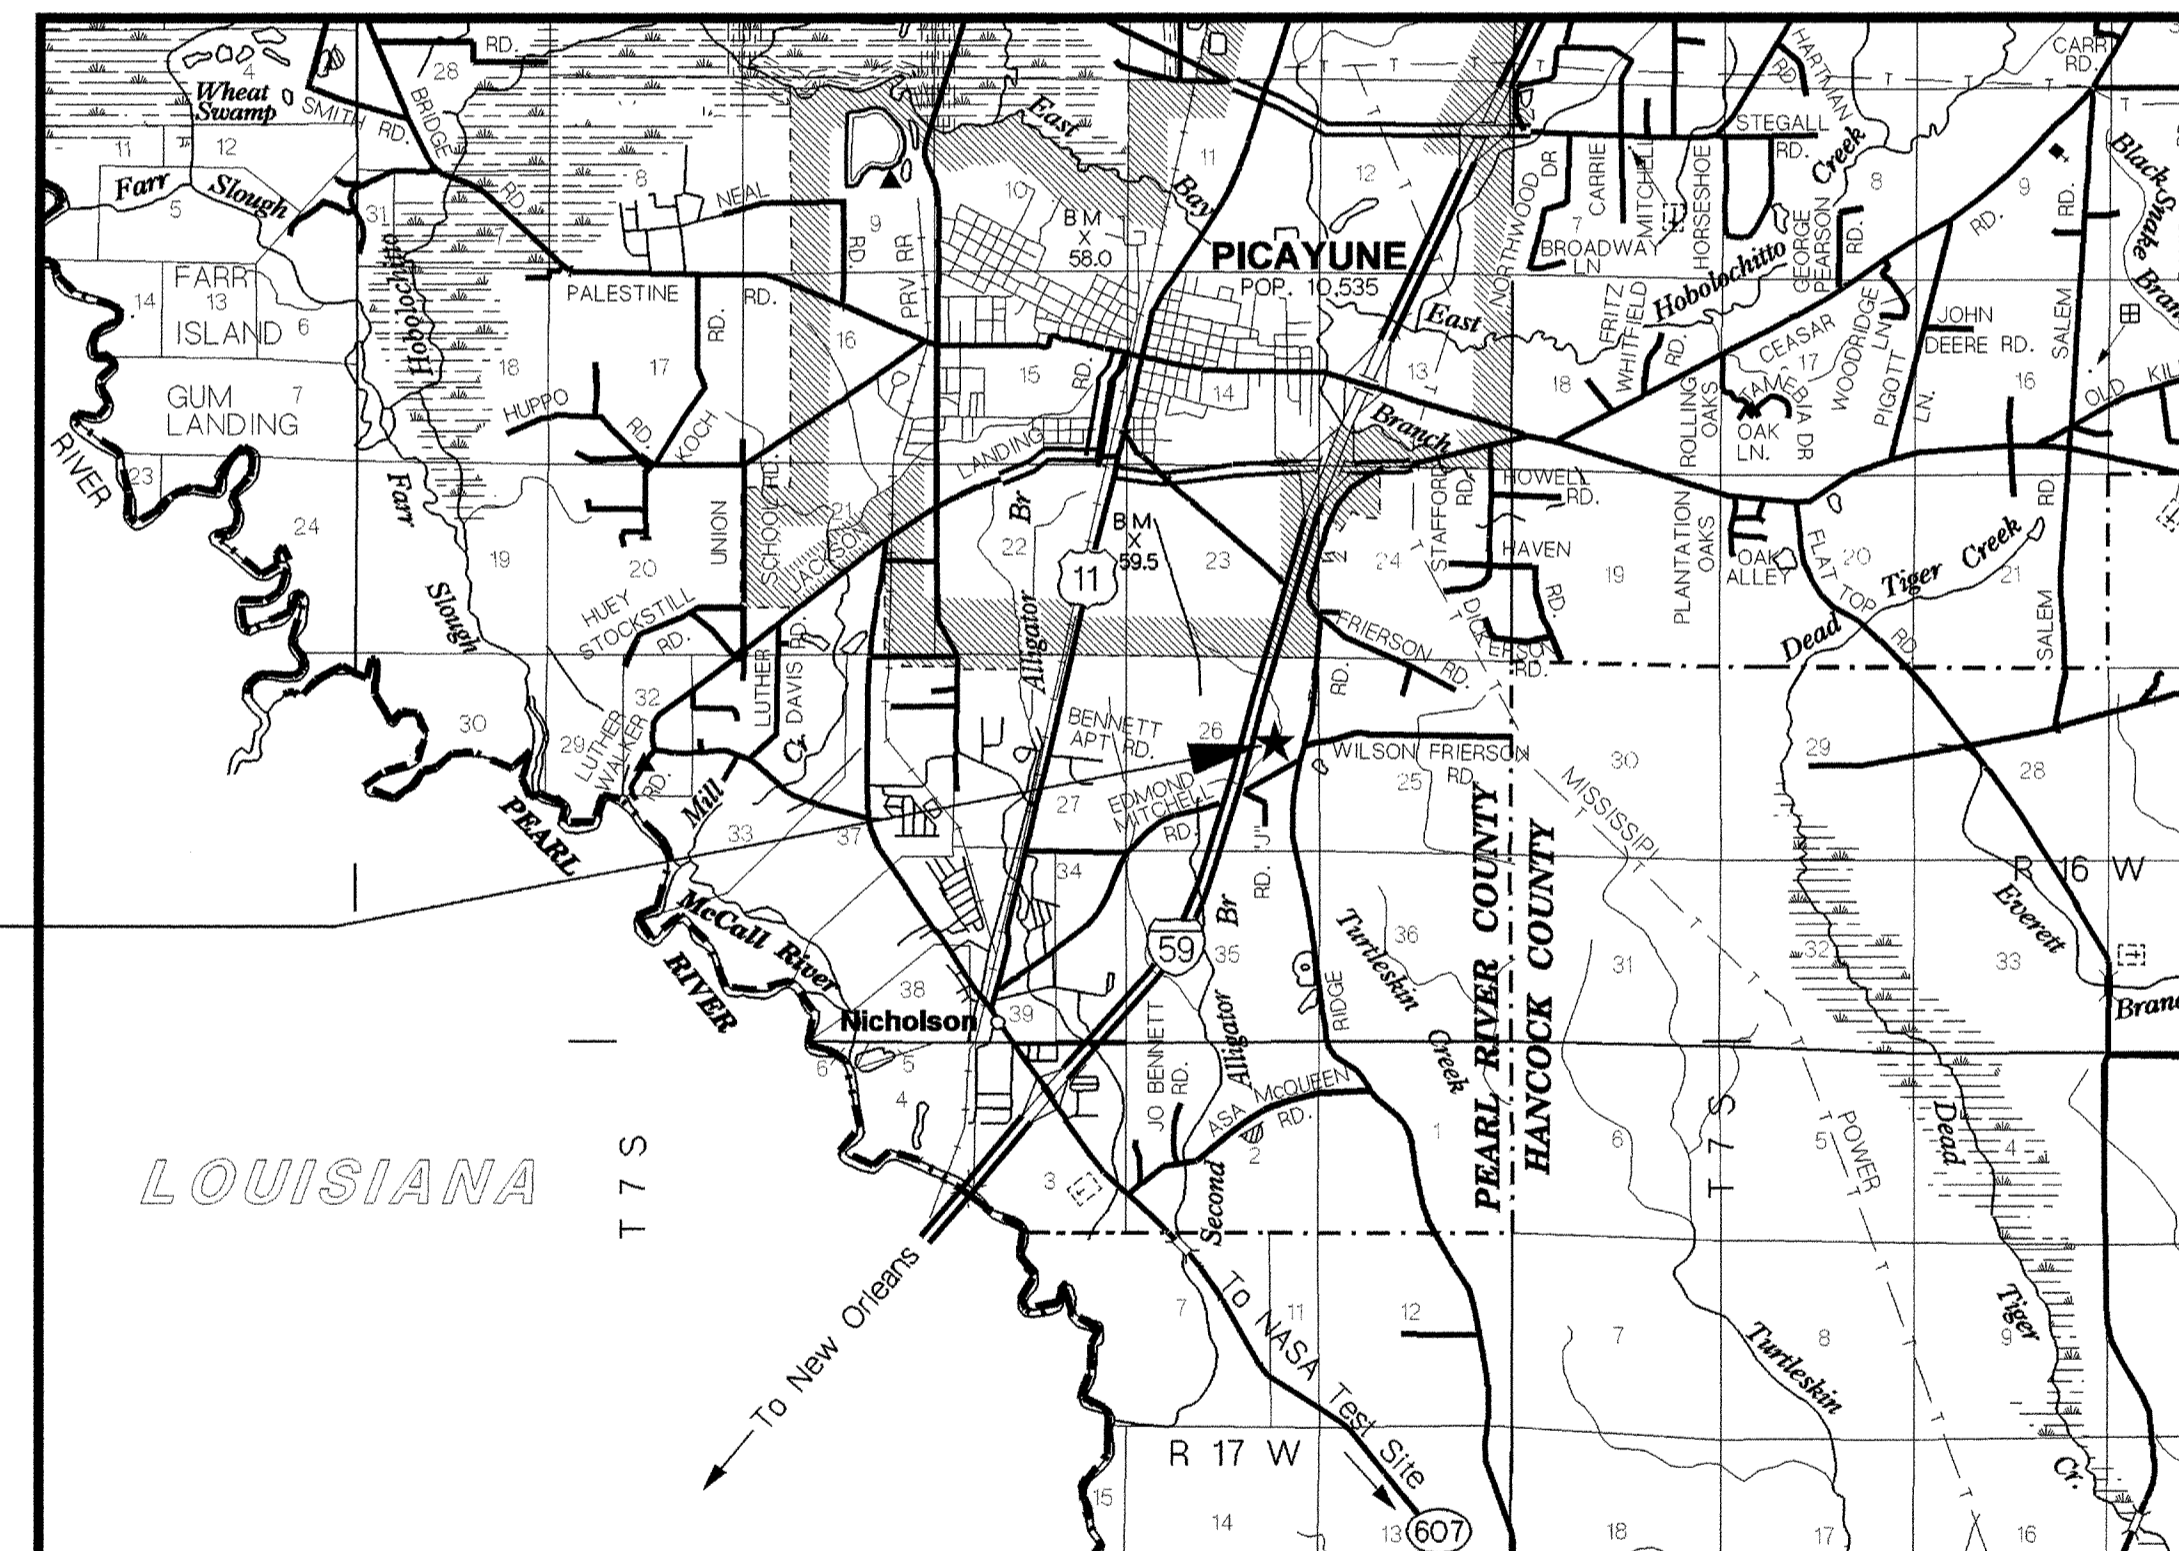 RD.
28
4
Wheat
Swamp
SMITH RD.
BRIDGE
RD
11
12
Farr
Slough
5
31
7
8
NEAL
RD.
9
PRV RR
10
East
Bay
11
B M
X
58.0
PICAYUNE
POP. 10,535
12
NORTHWOOD
DR
CARRIE
MITCHELL
HORSESHOE
7
BROADWAY
LN
STEGALL
RD.
HARTMAN
RD.
Creek
CARR
RD.
8
9
RD.
RD.
Black Snake
GEORGE
PEARSON
RD.
Hobolochitto
Hobolochitto
FARR
13
ISLAND
14
6
PALESTINE
RD.
GUM
LANDING
7
RIVER
18
17
RD.
16
15
RD.
14
13
East
Branch
18
FRITZ
WHITFIELD
RD.
CEASAR
17
TAMEBIA DR
WOODRIDGE
LN.
PIGOTT
LN.
JOHN
DEERE RD.
SALEM
16
OLD
ROLLING
OAKS
OAK
LN.
HUPPO
RD.
KOCH
LANDING
23
24
Farr
Slough
19
20
UNION
SCHOOL RD.
21
JACKSON
22
Br
Alligator
B M
X
59.5
11
23
24
STAFFORD
RD.
HOWELL
RD.
HAVEN
RD.
19
PLANTATION
OAKS
OAK
ALLEY
FLAT TOP
RD.
20
Tiger Creek
Dead
21
RD.
SALEM
HUEY
STOCKSTILL
RD.
FRIERSON RD.
RD.
RD.
32
LUTHER
DAVIS RD.
30
29
LUTHER
WALKER
RD.
Mill
Cr.
BENNETT
APT RD.
26
WILSON FRIERSON
RD.
25
27
EDMOND
MITCHELL
RD.
RD. "J"
MISSISSIPPI
POWER
30
29
28
PEARL
RIVER
33
37
34
McCall River
R 16 W
Everett
59
Br
35
36
Turtleskin
Creek
RIDGE
PEARL RIVER COUNTY
HANCOCK COUNTY
31
32
33
38
Nicholson
39
5
6
4
JO BENNETT
RD.
Alligator
Second
ASA McQUEEN
RD.
1
2
3
6
T 7 S
5
4
Dead
Tiger
Cr.
LOUISIANA
T 7 S
To New Orleans
7
11
12
To NASA Test Site
7
8
9
Turtleskin
R 17 W
15
14
13
607
18
17
16